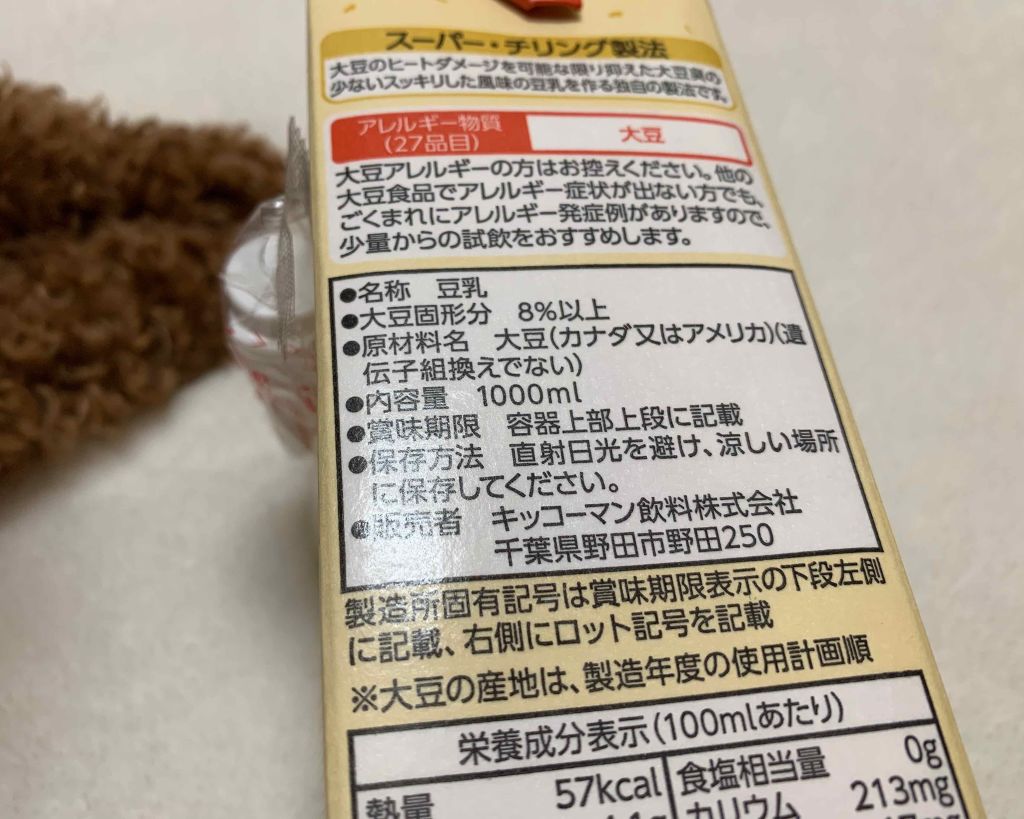 スーパー・チリング製法
大豆のヒートダメージを可能な限り抑えた大豆臭の
少ないスッキリした風味の豆乳を作る独自の製法です。
アレルギー物質
(27品目)
大豆
大豆アレルギーの方はお控えください。他の
大豆食品でアレルギー症状が出ない方でも、
ごくまれにアレルギー発症例がありますので、
少量からの試飲をおすすめします。
●名称 豆乳
●大豆固形分 8%以上
●原材料名 大豆(カナダ又はアメリカ)(遺
伝子組換えでない)
●内容量 1000ml
●賞味期限 容器上部上段に記載
●保存方法 直射日光を避け、涼しい場所
に保存してください。
●販売者 キッコーマン飲料株式会社
千葉県野田市野田250
製造所固有記号は賞味期限表示の下段左側
に記載、右側にロット記号を記載
※大豆の産地は、製造年度の使用計画順
栄養成分表示(100mlあたり)
熱量 57kcal
食塩相当量 0g
カリウム 213mg